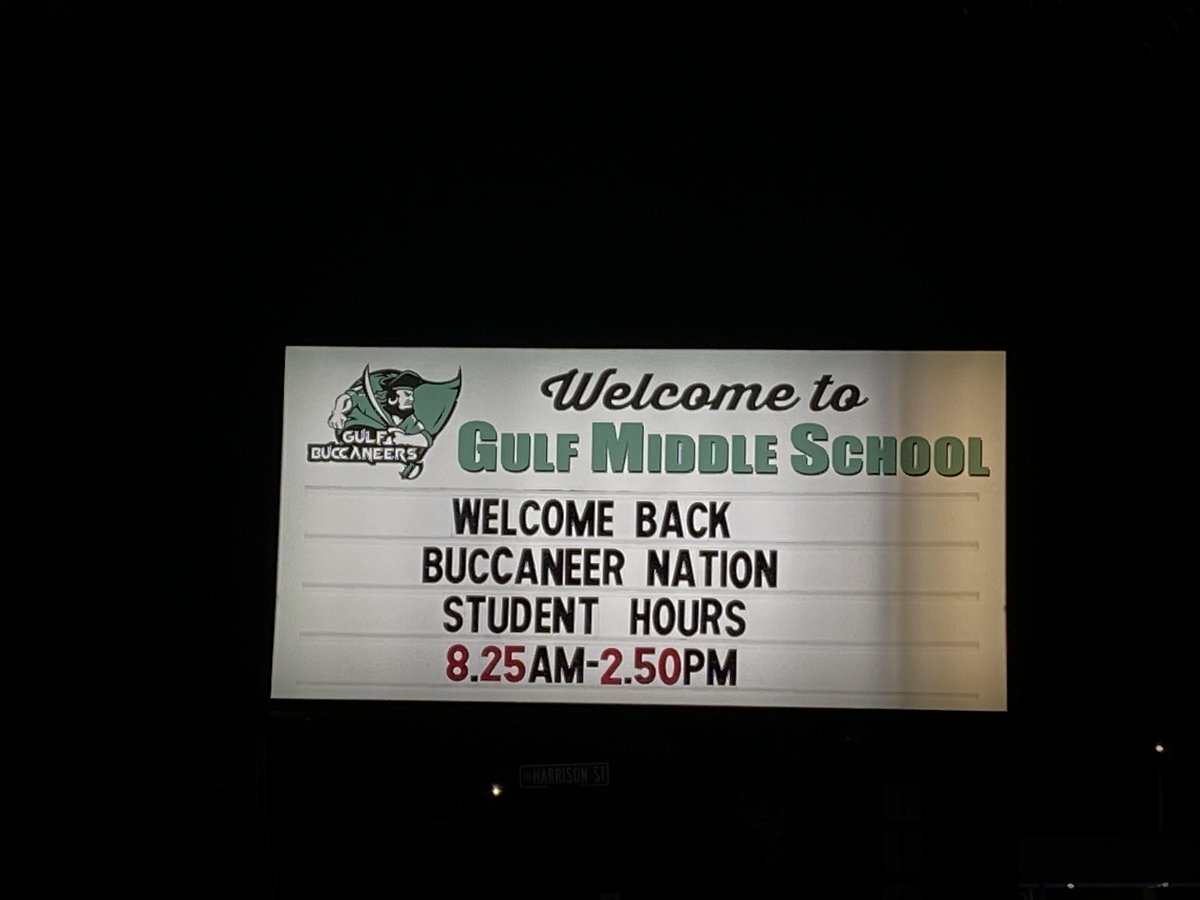 Welcome to
GULF BUCCANEERS
GULF MIDDLE SCHOOL
WELCOME BACK
BUCCANEER NATION
STUDENT HOURS
8.25AM-2.50PM
HARRISON ST